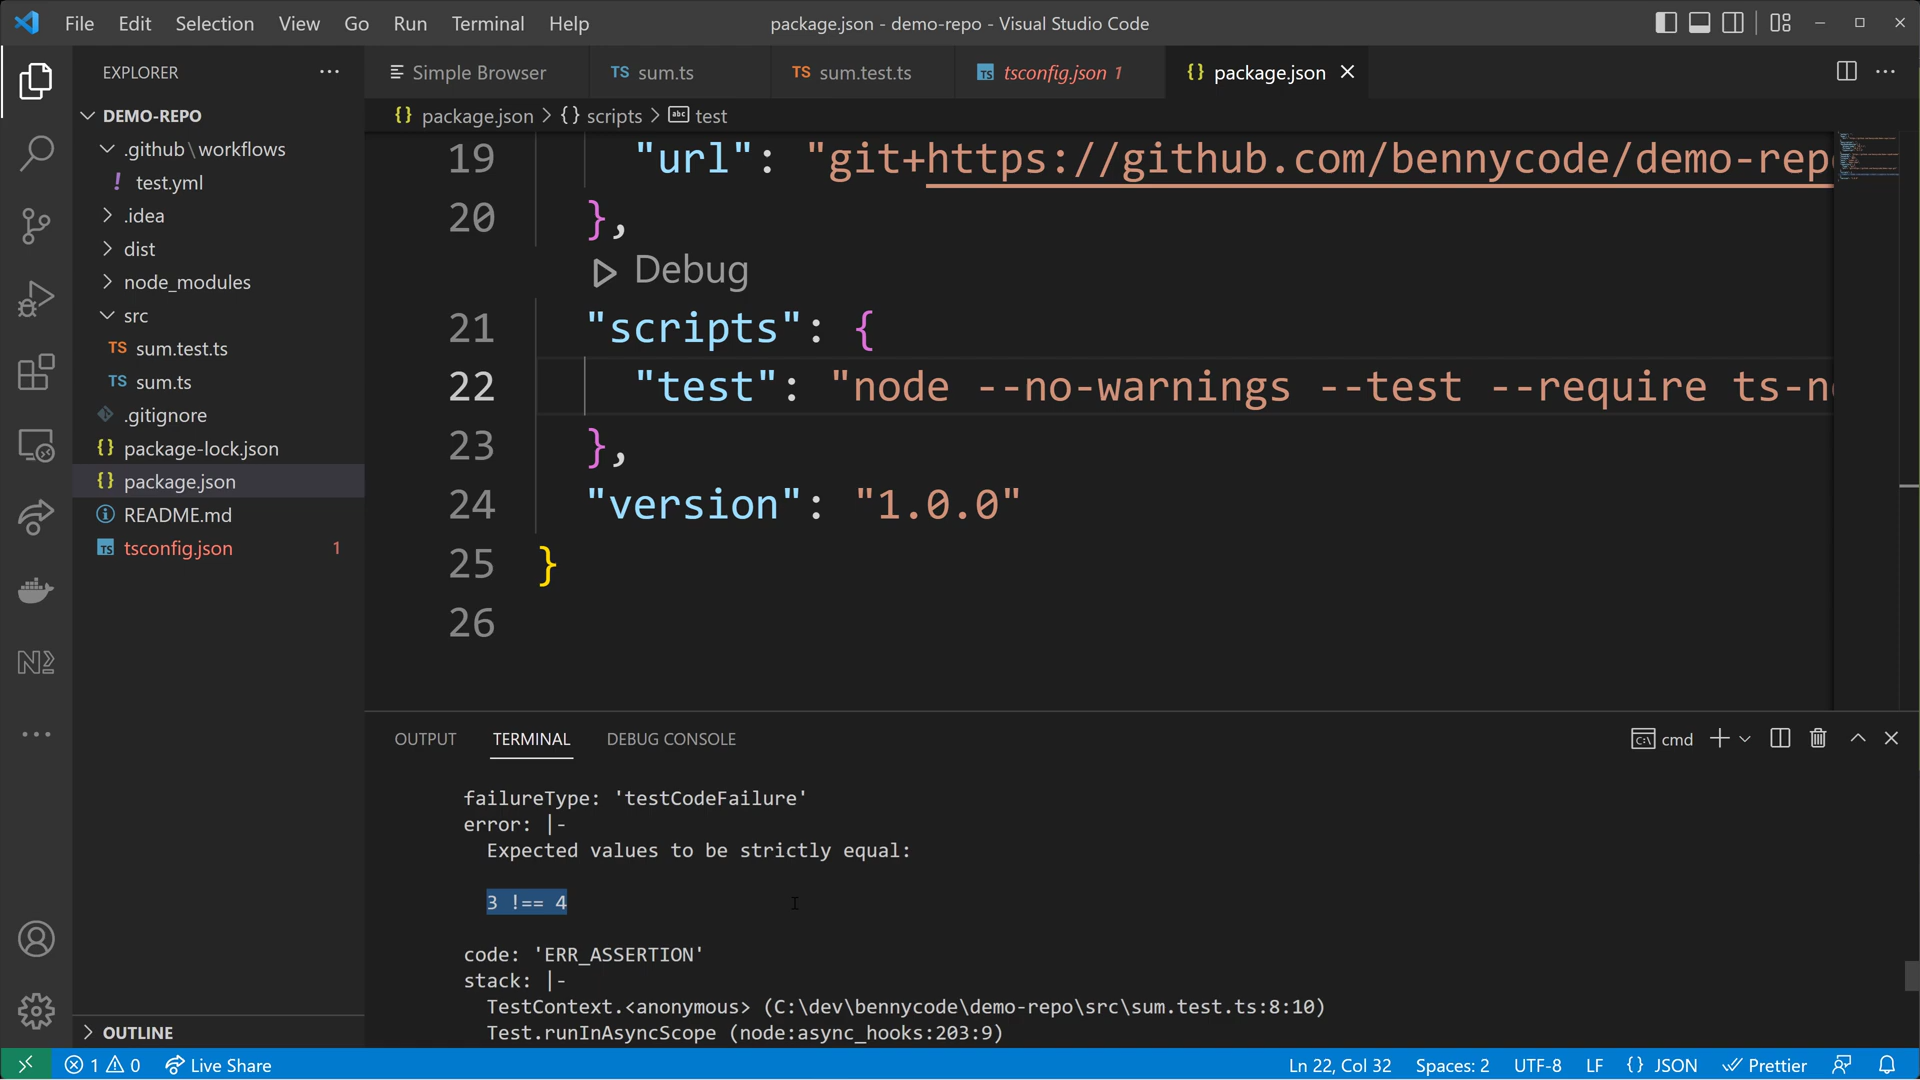 File Edit Selection View Go Run Terminal Help
package.json - demo-repo - Visual Studio Code
EXPLORER
DEMO-REPO
.github\workflows
! test.yml
.idea
dist
node_modules
src
TS sum.test.ts
TS sum.ts
.gitignore
{} package-lock.json
{} package.json
README.md
TS tsconfig.json 1
OUTLINE
Simple Browser
TS sum.ts
TS sum.test.ts
TS tsconfig.json 1
{} package.json
{} package.json > {} scripts > abc test
19 "url": "git+https://github.com/bennycode/demo-rep
20 },
Debug
21 "scripts": {
22 "test": "node --no-warnings --test --require ts-n
23 },
24 "version": "1.0.0"
25 }
26
OUTPUT TERMINAL DEBUG CONSOLE
cmd
failureType: 'testCodeFailure'
error: |-
Expected values to be strictly equal:
3 !== 4
code: 'ERR_ASSERTION'
stack: |-
TestContext.<anonymous> (C:\dev\bennycode\demo-repo\src\sum.test.ts:8:10)
Test.runInAsyncScope (node:async_hooks:203:9)
1 0 Live Share
Ln 22, Col 32 Spaces: 2 UTF-8 LF {} JSON Prettier